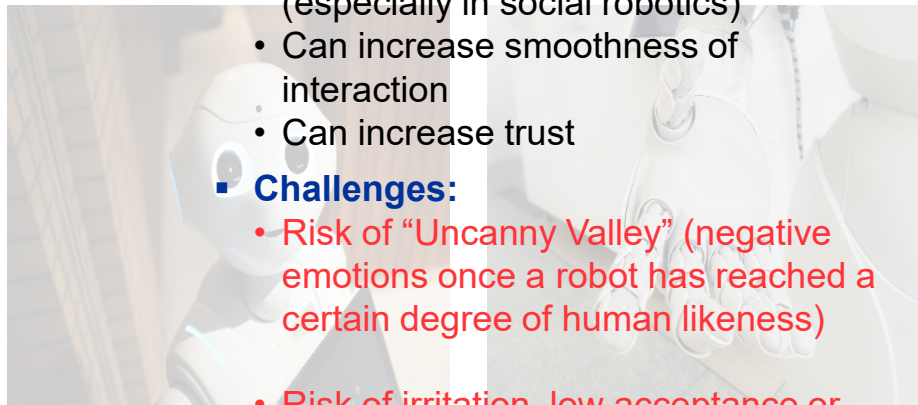 (especially in social robotics)
• Can increase smoothness of
interaction
• Can increase trust
▪ Challenges:
• Risk of “Uncanny Valley” (negative
emotions once a robot has reached a
certain degree of human likeness)
• Risk of irritation, low acceptance or